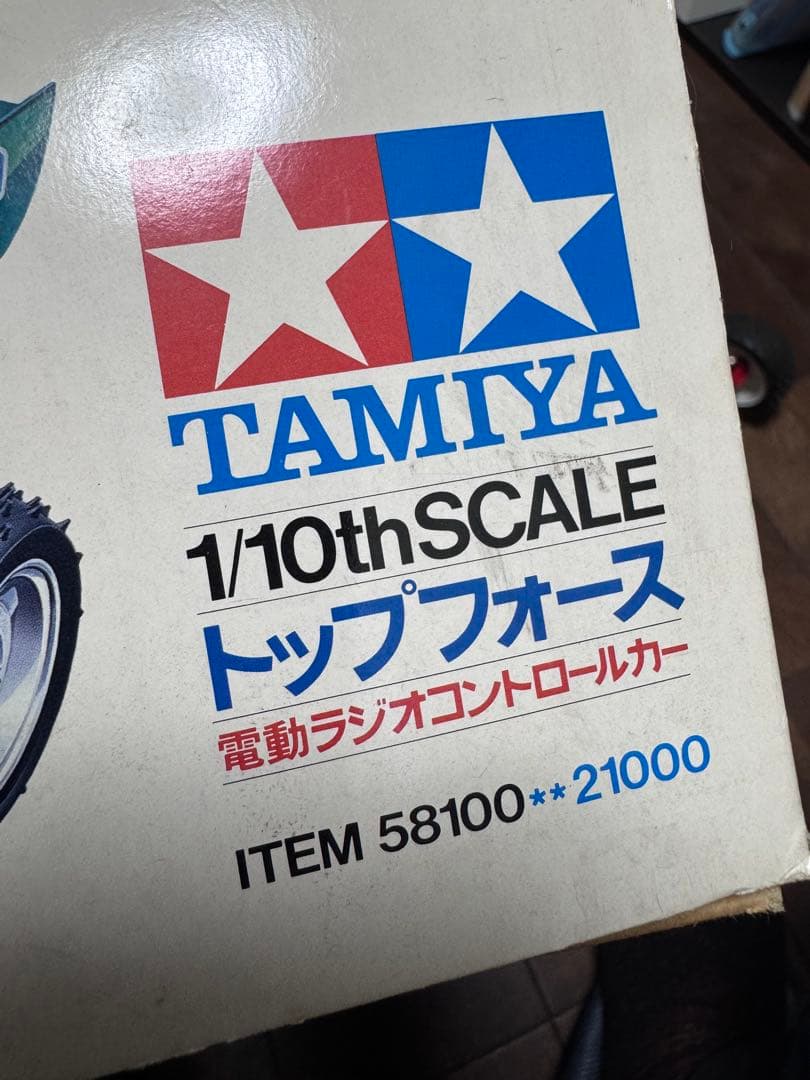 TAMIYA
1/10thSCALE
トップフォース
電動ラジオコントロールカー
ITEM 58100**21000